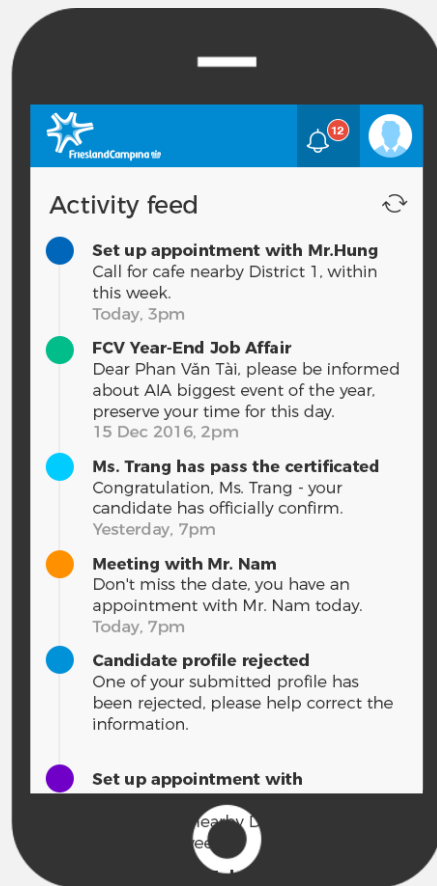 12
FrieslandCampina
Activity feed
Set up appointment with Mr.Hung
Call for cafe nearby District 1, within
this week.
Today, 3pm
FCV Year-End Job Affair
Dear Phan Văn Tài, please be informed
about AIA biggest event of the year,
preserve your time for this day.
15 Dec 2016, 2pm
Ms. Trang has pass the certificated
Congratulation, Ms. Trang - your
candidate has officially confirm.
Yesterday, 7pm
Meeting with Mr. Nam
Don't miss the date, you have an
appointment with Mr. Nam today.
Today, 7pm
Candidate profile rejected
One of your submitted profile has
been rejected, please help correct the
information.
Set up appointment with